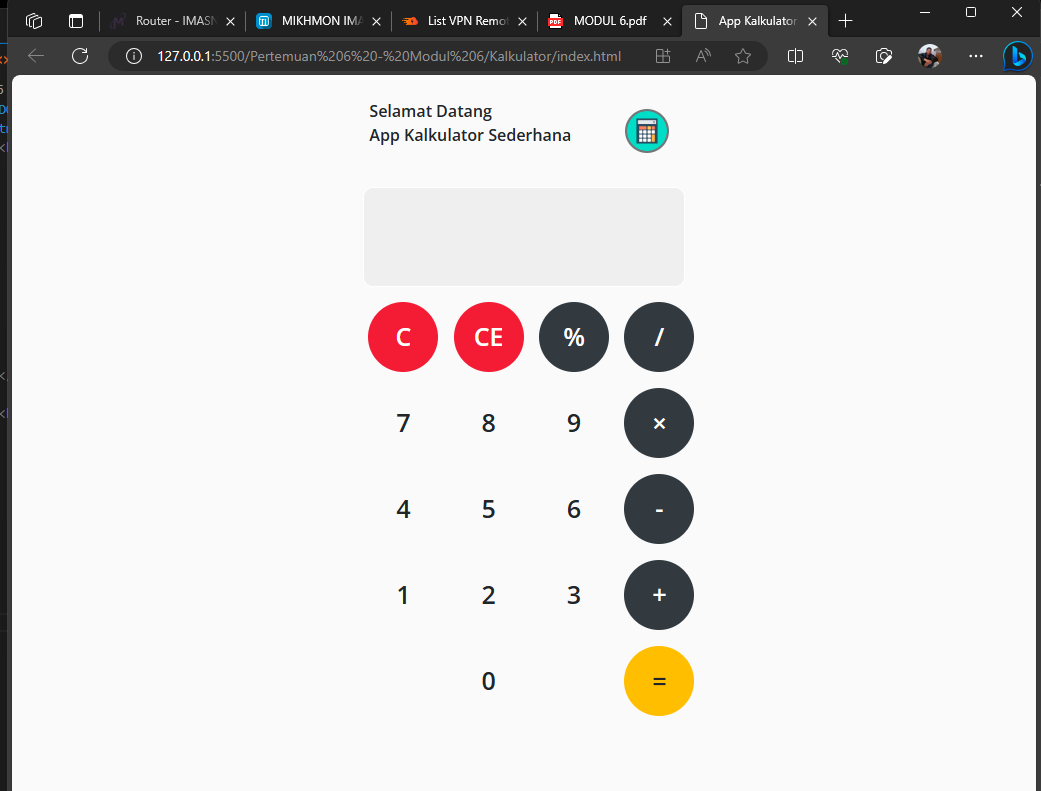 Router - IMASN
MIKHMON IMA
List VPN Remot
PDF
MODUL 6.pdf
App Kalkulator
127.0.0.1:5500/Pertemuan%206%20-%20Modul%206/Kalkulator/index.html
Selamat Datang
App Kalkulator Sederhana
C CE % /
7 8 9 ×
4 5 6 -
1 2 3 +
0 =